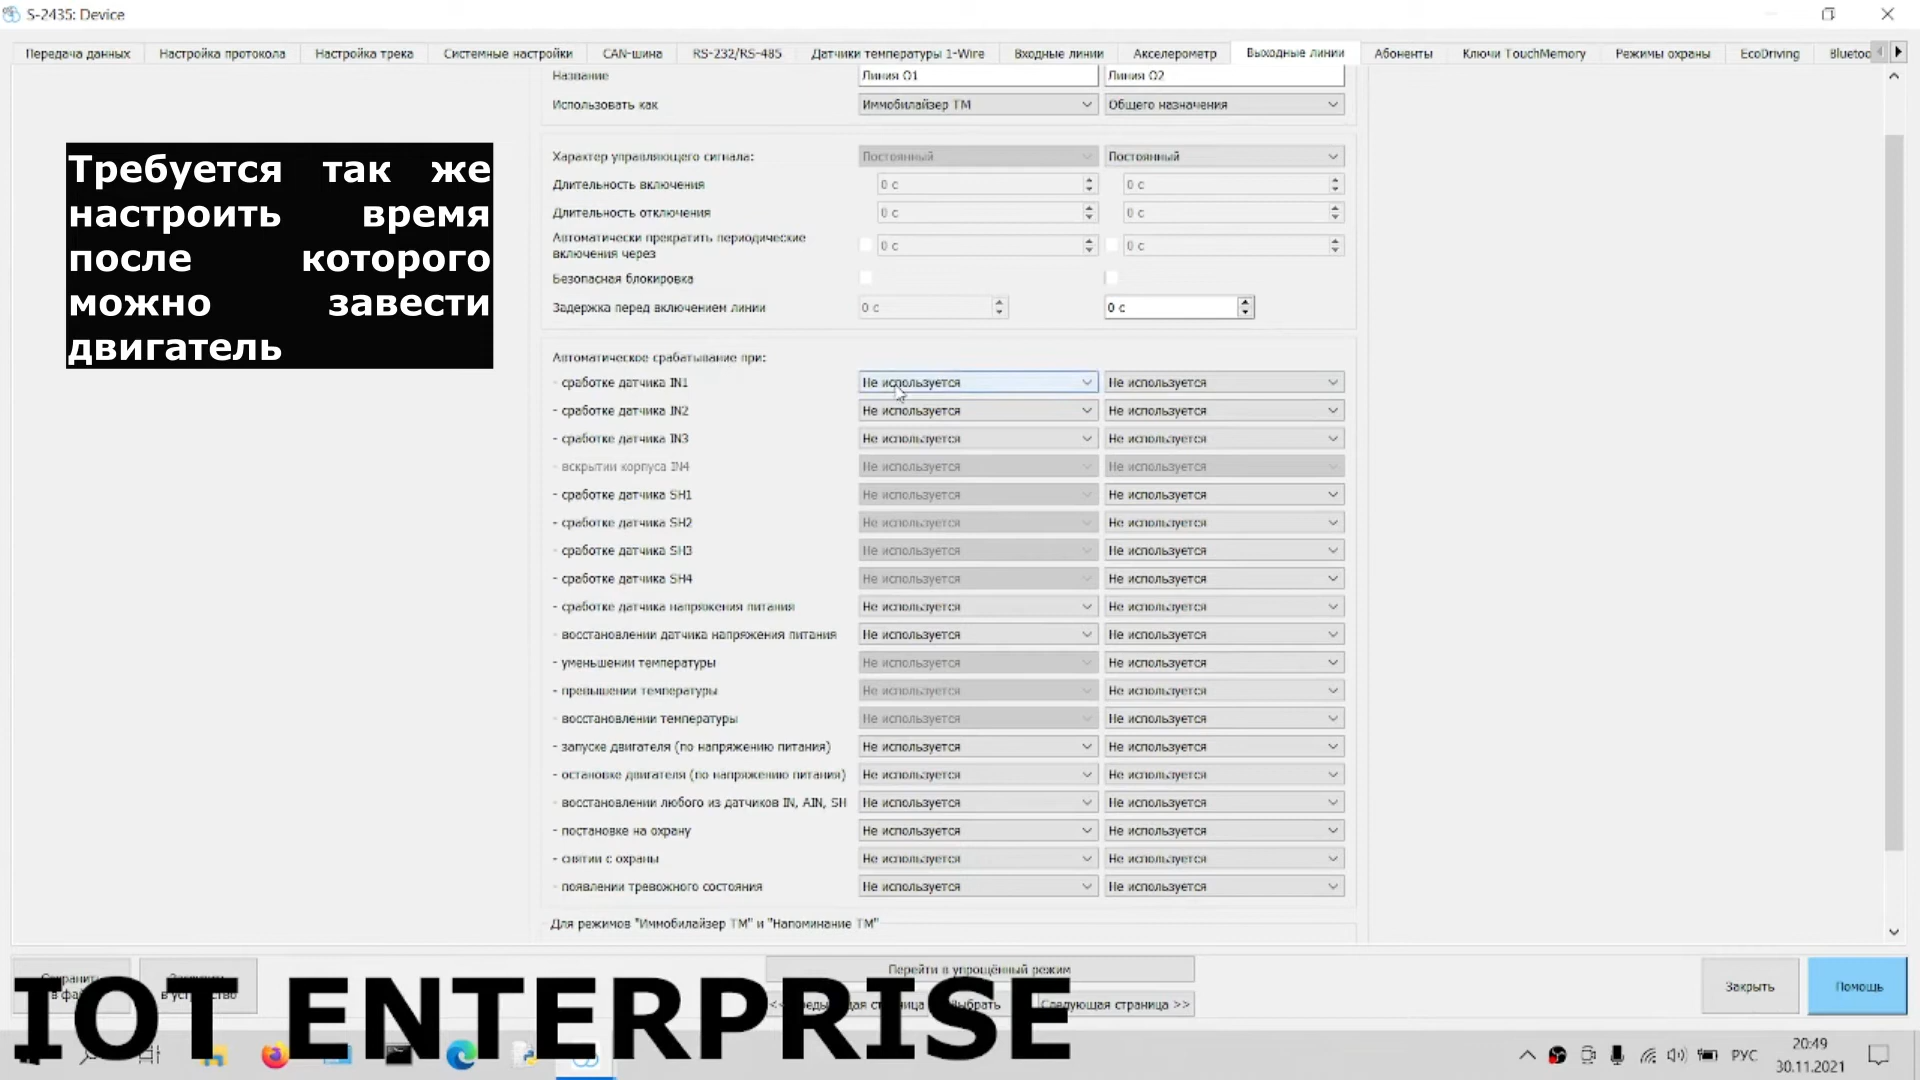 S-2435: Device
Передача данных Настройка протокола Настройка трека Системные настройки CAN-шина RS-232/RS-485 Датчики температуры 1-Wire Входные линии Акселерометр Выходные линии Абоненты Ключи TouchMemory Режимы охраны EcoDriving Bluetoo
Название Линия O1 Линия O2
Использовать как Иммобилайзер ТМ Общего назначения
Требуется так же
настроить время
после которого
можно завести
двигатель
Характер управляющего сигнала: Постоянный Постоянный
Длительность включения 0 с 0 с
Длительность отключения 0 с 0 с
Автоматически прекратить периодические
включения через 0 с 0 с
Безопасная блокировка
Задержка перед включением линии 0 с 0 с
Автоматическое срабатывание при:
- сработке датчика IN1 Не используется Не используется
- сработке датчика IN2 Не используется Не используется
- сработке датчика IN3 Не используется Не используется
- вскрытии корпуса IN4 Не используется Не используется
- сработке датчика SH1 Не используется Не используется
- сработке датчика SH2 Не используется Не используется
- сработке датчика SH3 Не используется Не используется
- сработке датчика SH4 Не используется Не используется
- сработке датчика напряжения питания Не используется Не используется
- восстановлении датчика напряжения питания Не используется Не используется
- уменьшении температуры Не используется Не используется
- превышении температуры Не используется Не используется
- восстановлении температуры Не используется Не используется
- запуске двигателя (по напряжению питания) Не используется Не используется
- остановке двигателя (по напряжению питания) Не используется Не используется
- восстановлении любого из датчиков IN, AIN, SH Не используется Не используется
- постановке на охрану Не используется Не используется
- снятии с охраны Не используется Не используется
- появлении тревожного состояния Не используется Не используется
Для режимов "Иммобилайзер ТМ" и "Напоминание ТМ"
Перейти в упрощённый режим
Следующая страница >>
Закрыть Помощь
IOT ENTERPRISE
РУС 20:49
30.11.2021